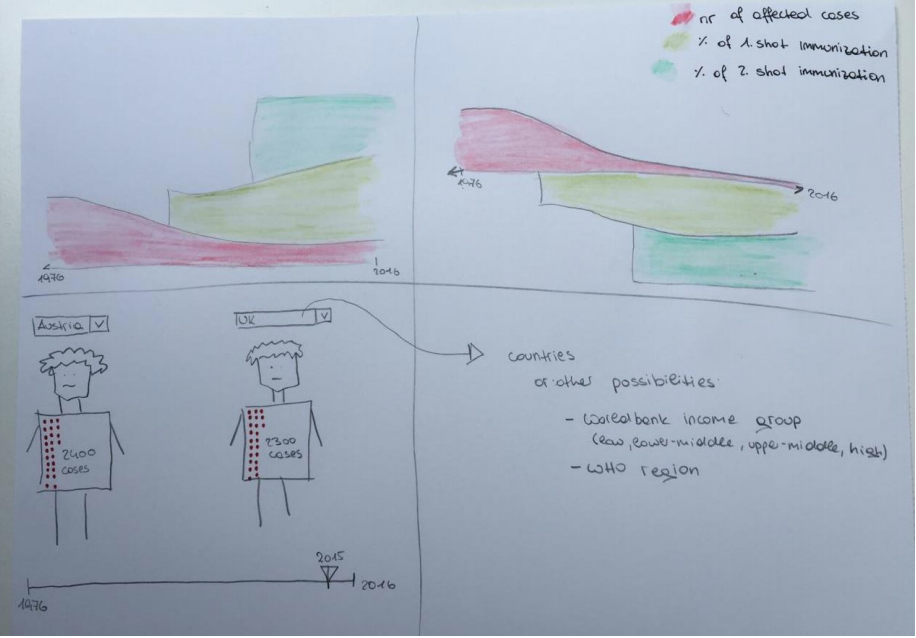 nr of affected cases
% of 1. shot immunization
% of 2. shot immunization
1976
2016
1976
2016
Austria
UK
2400
cases
2300
cases
2015
1976
2016
countries
or other possibilities:
- Worldbank income group
(low, lower-middle, upper-middle, high)
- WHO region